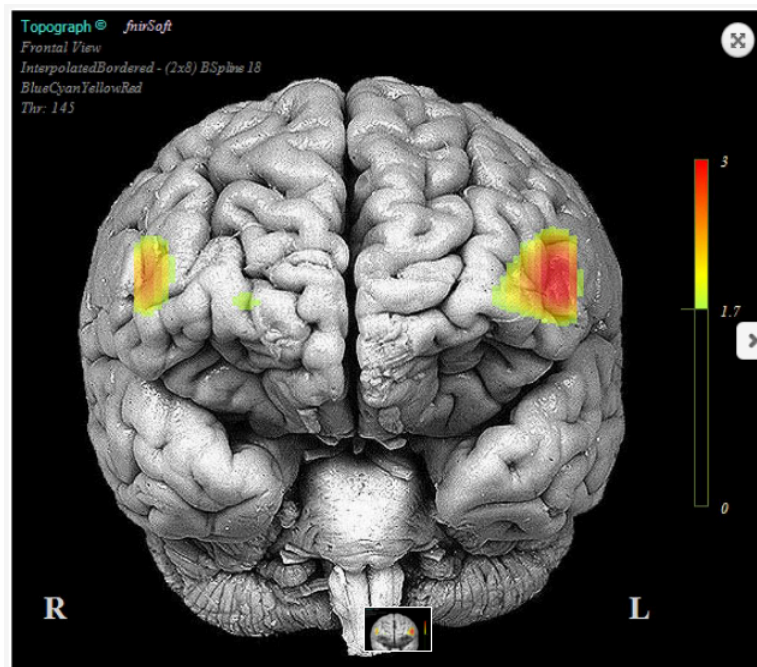 Topograph © fnirSoft
Frontal View
InterpolatedBordered - (2x8) BSpline 18
BlueCyanYellowRed
Thr: 145
3
1.7
0
R
L